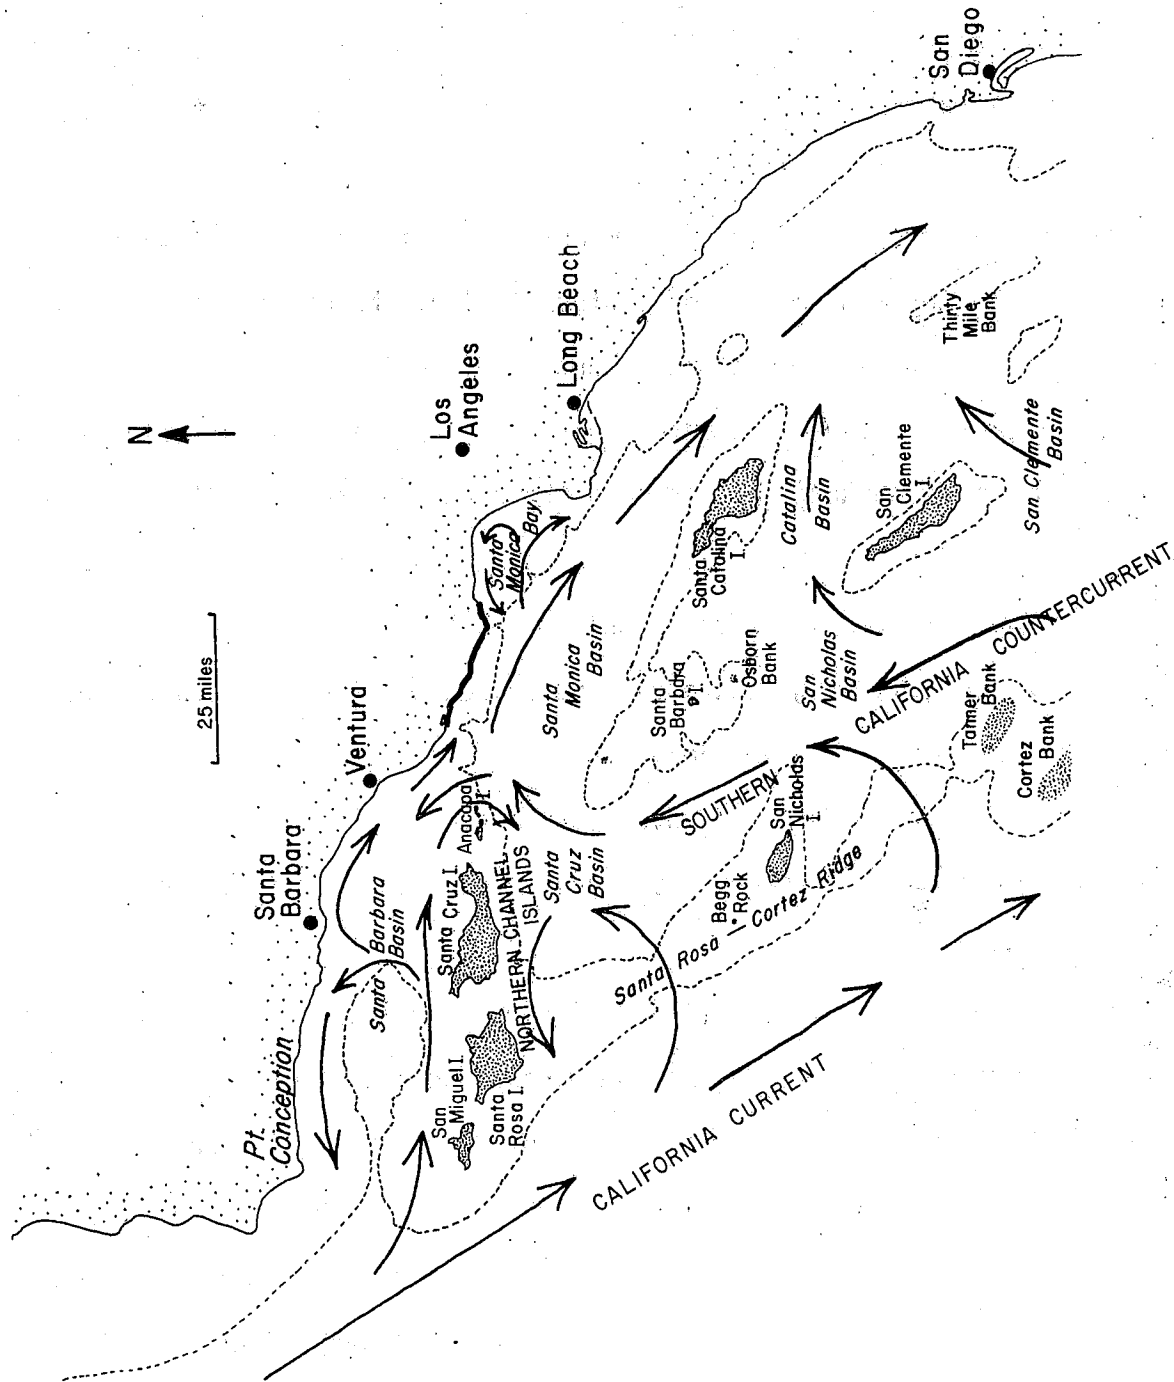 N
25 miles
Pt.
Conception
Santa
Barbara
Ventura
Los
Angeles
Long Beach
San
Diego
Santa
Barbara
Basin
San
Miguel I.
Santa
Rosa I.
Santa Cruz I.
Anacapa
I.
NORTHERN CHANNEL
ISLANDS
Santa
Monica
Bay
Santa
Cruz
Basin
Santa
Monica
Basin
Santa
Barbara
I.
Osborn
Bank
Santa
Catalina
I.
Catalina
Basin
San
Clemente
I.
San Clemente
Basin
Thirty
Mile
Bank
San
Nicholas
Basin
San
Nicholas
I.
Begg
Rock
Santa Rosa — Cortez Ridge
Tanner
Bank
Cortez
Bank
SOUTHERN CALIFORNIA COUNTERCURRENT
CALIFORNIA CURRENT